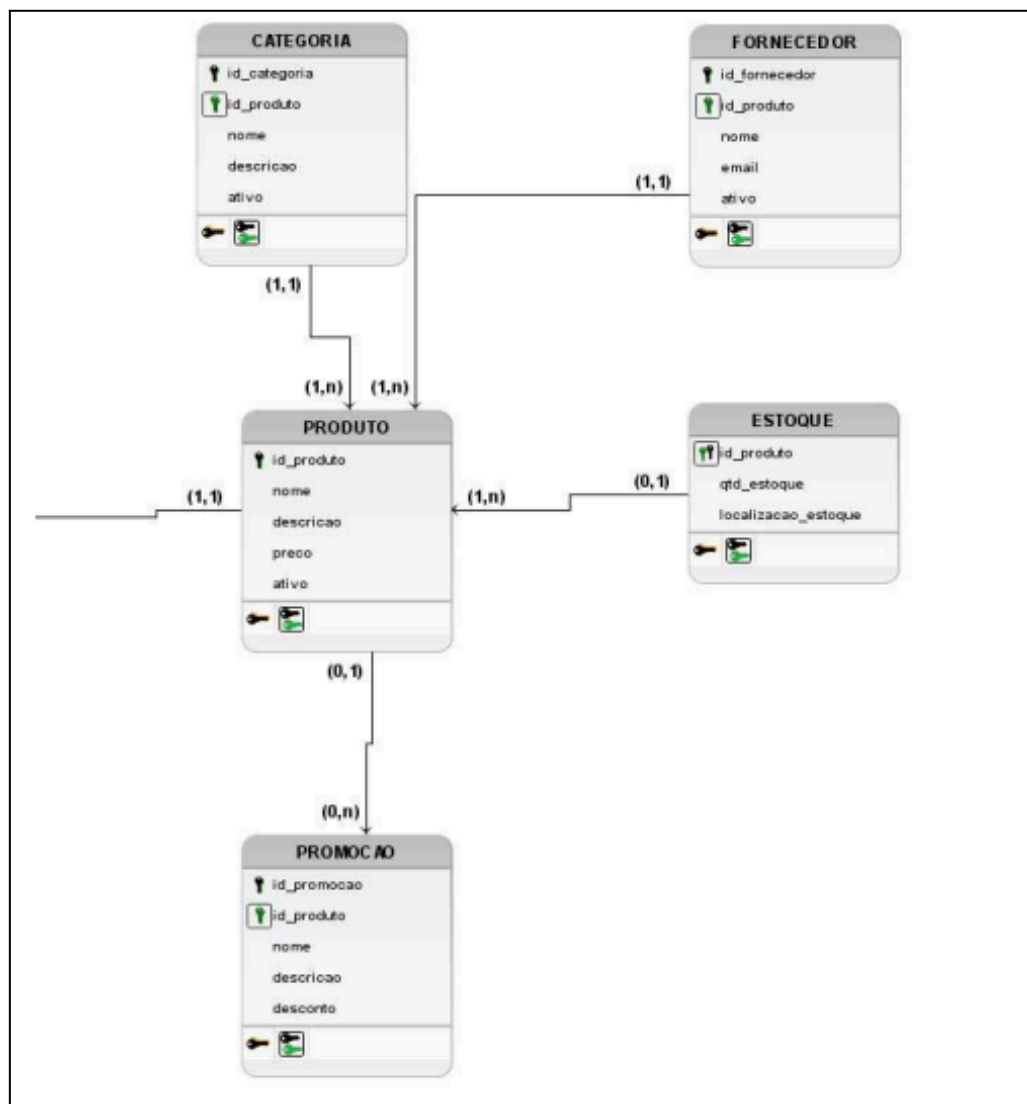 CATEGORIA
id_categoria
id_produto
nome
descricao
ativo
FORNECEDOR
id_fornecedor
id_produto
nome
email
ativo
(1,1)
(1,1)
(1,n)
(1,n)
PRODUTO
id_produto
nome
descricao
preco
ativo
ESTOQUE
id_produto
qtd_estoque
localizacao_estoque
(1,1)
(1,n)
(0,1)
(0,1)
(0,n)
PROMOCAO
id_promocao
id_produto
nome
descricao
desconto